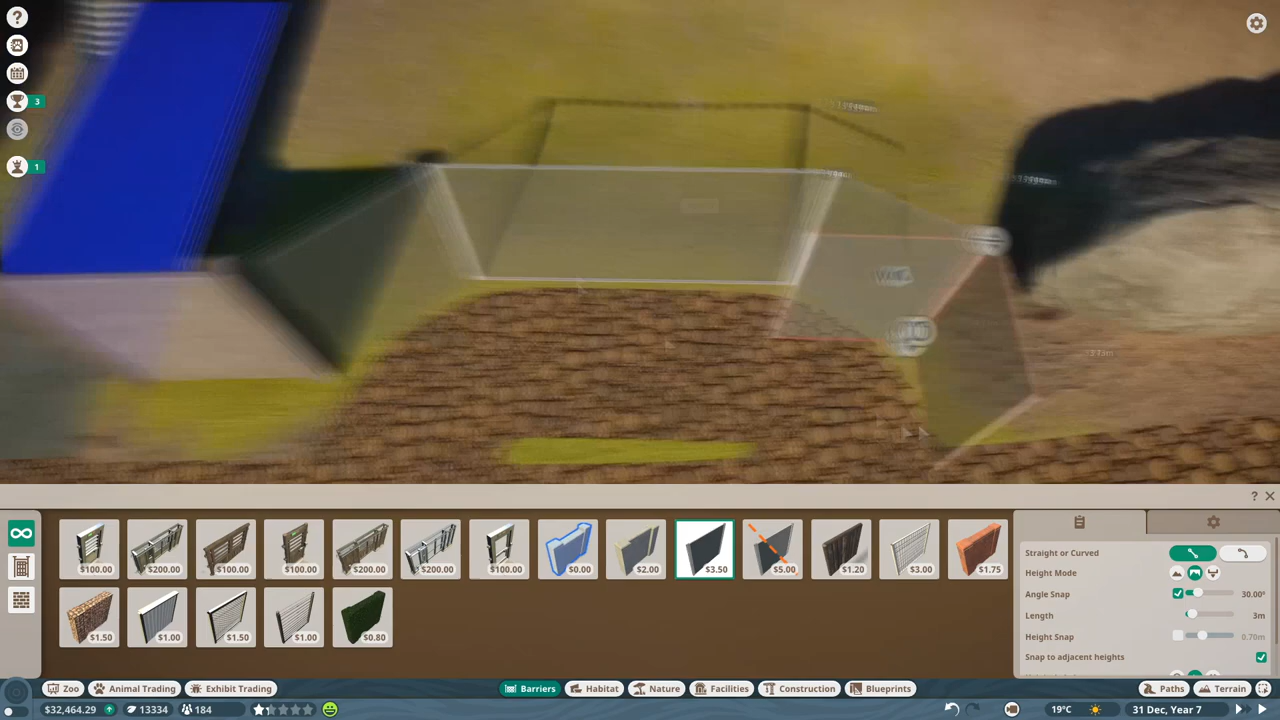 ?
3
1
3.73m
? ×
$100.00 $200.00 $100.00 $100.00 $200.00 $200.00 $100.00 $0.00 $2.00 $3.50 $5.00 $1.20 $3.00 $1.75
$1.50 $1.00 $1.50 $1.00 $0.80
Straight or Curved
Height Mode
Angle Snap 30.00°
Length 3m
Height Snap 0.70m
Snap to adjacent heights
Zoo Animal Trading Exhibit Trading Barriers Habitat Nature Facilities Construction Blueprints Paths Terrain
$32,464.29 13334 184 19°C 31 Dec, Year 7